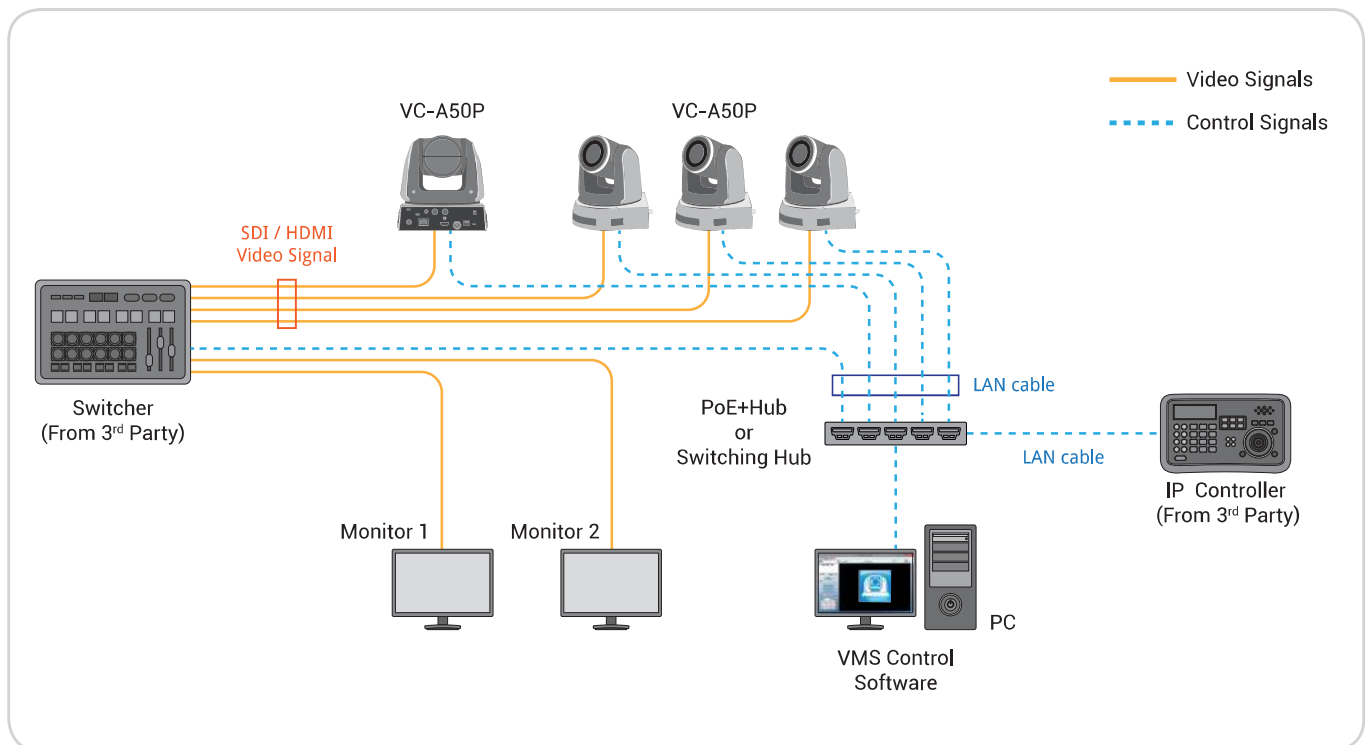 Video Signals
Control Signals
VC-A50P
VC-A50P
SDI / HDMI
Video Signal
Switcher
(From 3rd Party)
LAN cable
PoE+Hub
or
Switching Hub
LAN cable
IP Controller
(From 3rd Party)
Monitor 1
Monitor 2
PC
VMS Control
Software